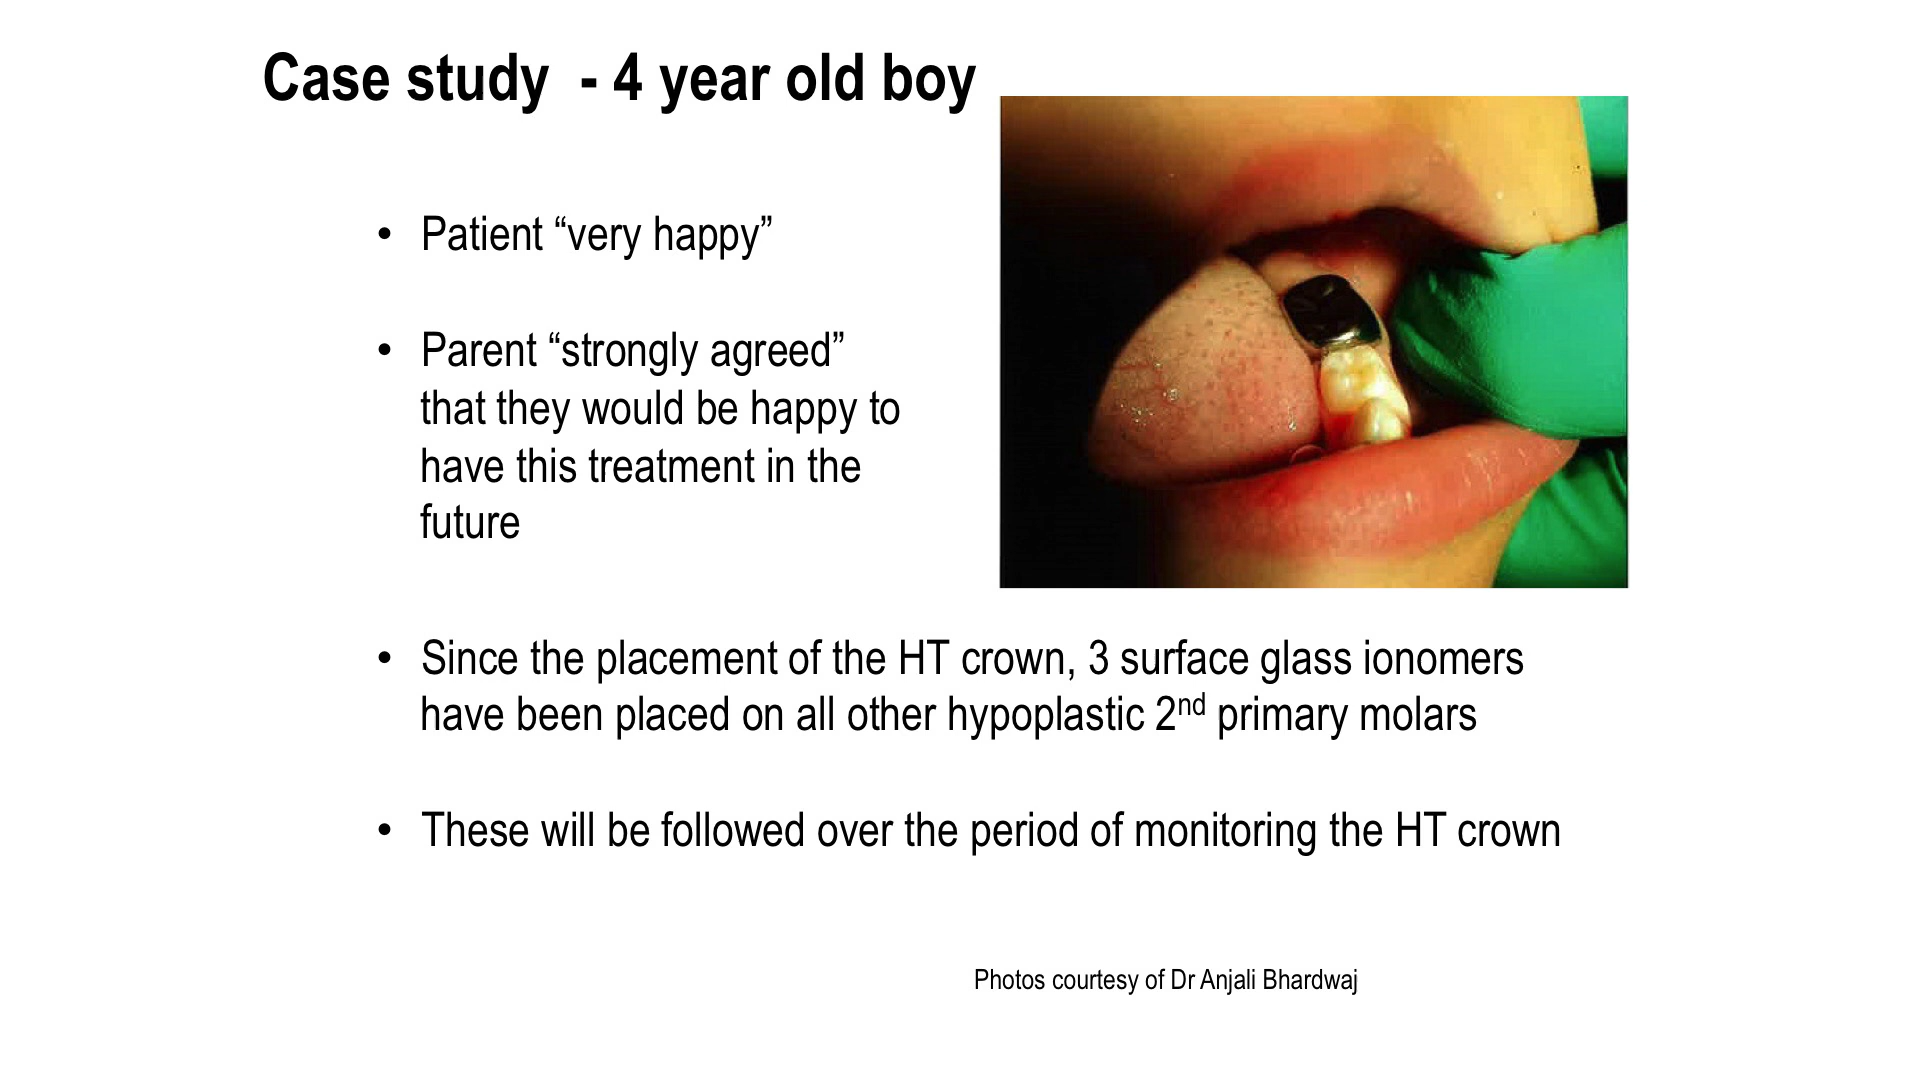 Case study  - 4 year old boy
• Patient “very happy”
• Parent “strongly agreed”
that they would be happy to
have this treatment in the
future
• Since the placement of the HT crown, 3 surface glass ionomers
have been placed on all other hypoplastic 2nd primary molars
• These will be followed over the period of monitoring the HT crown
Photos courtesy of Dr Anjali Bhardwaj